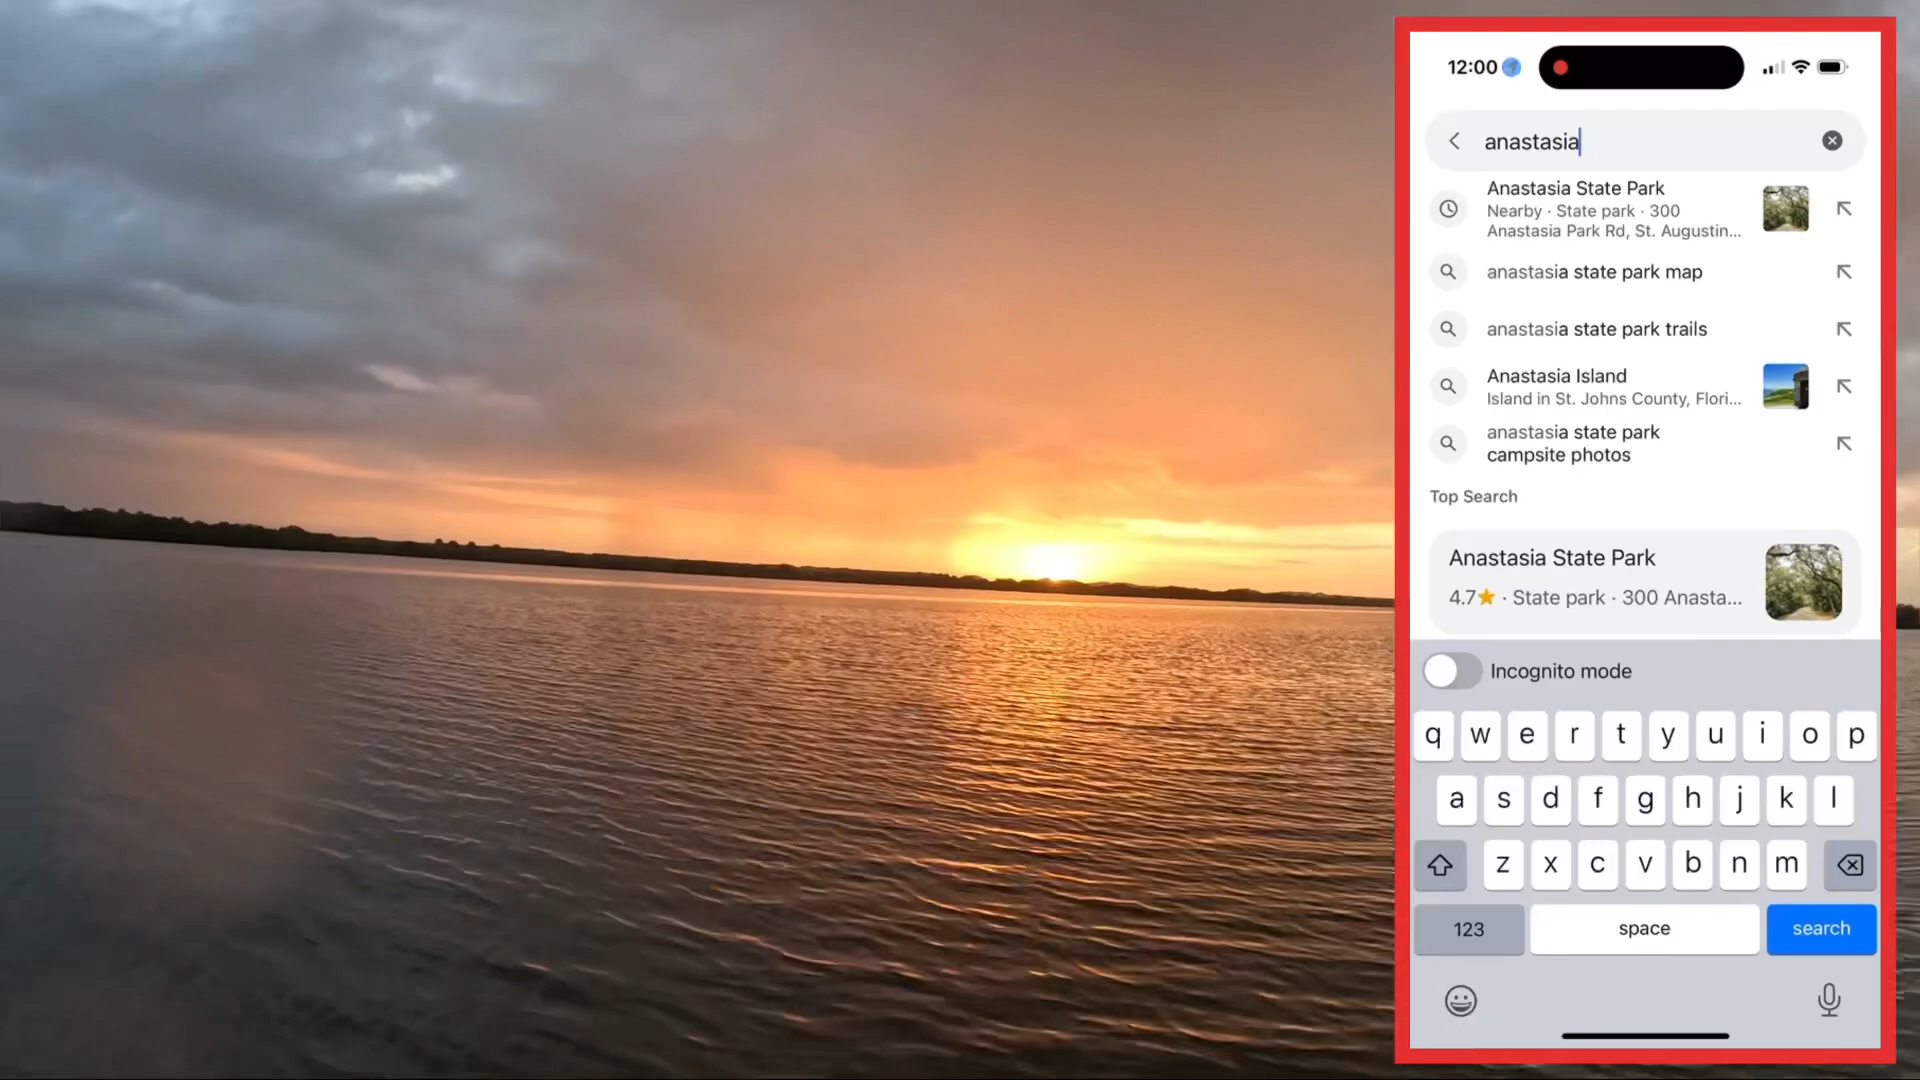 12:00
anastasia
Anastasia State Park
Nearby · State park · 300
Anastasia Park Rd, St. Augustin...
anastasia state park map
anastasia state park trails
Anastasia Island
Island in St. Johns County, Flori...
anastasia state park
campsite photos
Top Search
Anastasia State Park
4.7★ · State park · 300 Anasta...
Incognito mode
q w e r t y u i o p
a s d f g h j k l
z x c v b n m
123 space search